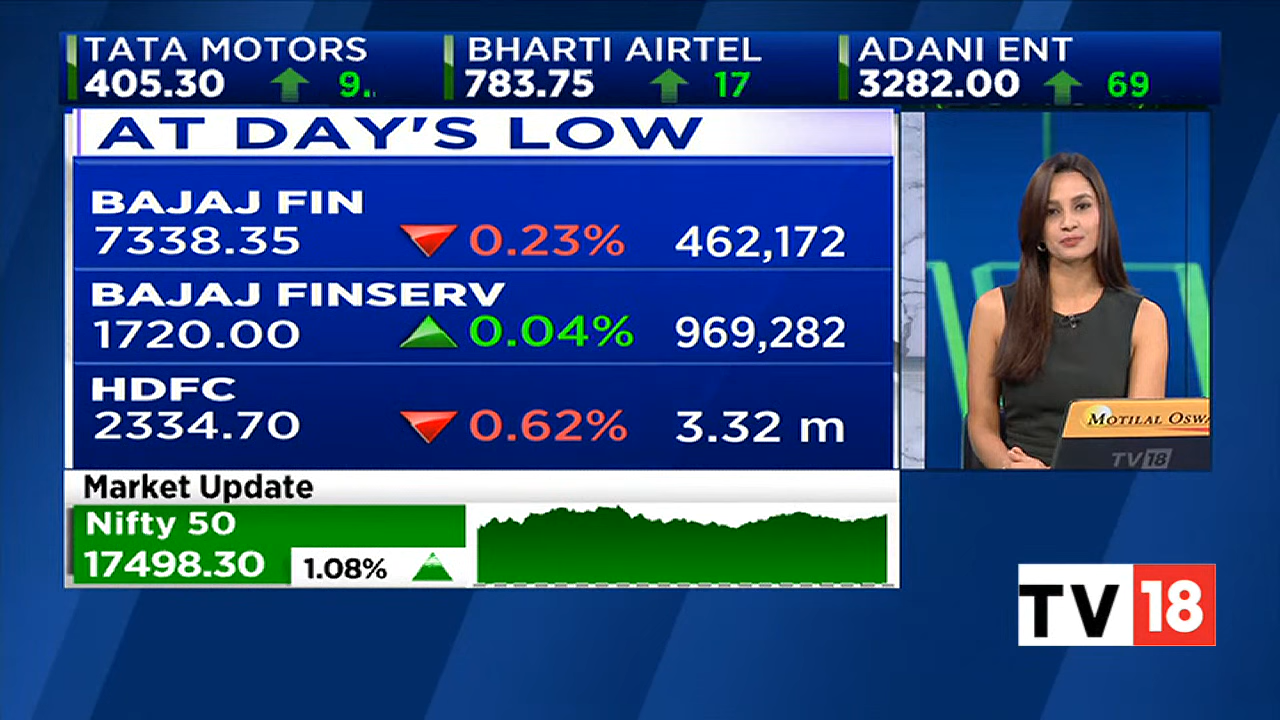 TATA MOTORS
405.30 9..
BHARTI AIRTEL
783.75 17
ADANI ENT
3282.00 69
AT DAY'S LOW
BAJAJ FIN
7338.35 0.23% 462,172
BAJAJ FINSERV
1720.00 0.04% 969,282
HDFC
2334.70 0.62% 3.32 m
Market Update
Nifty 50
17498.30 1.08%
MOTILAL OSWA
TV18
TV18